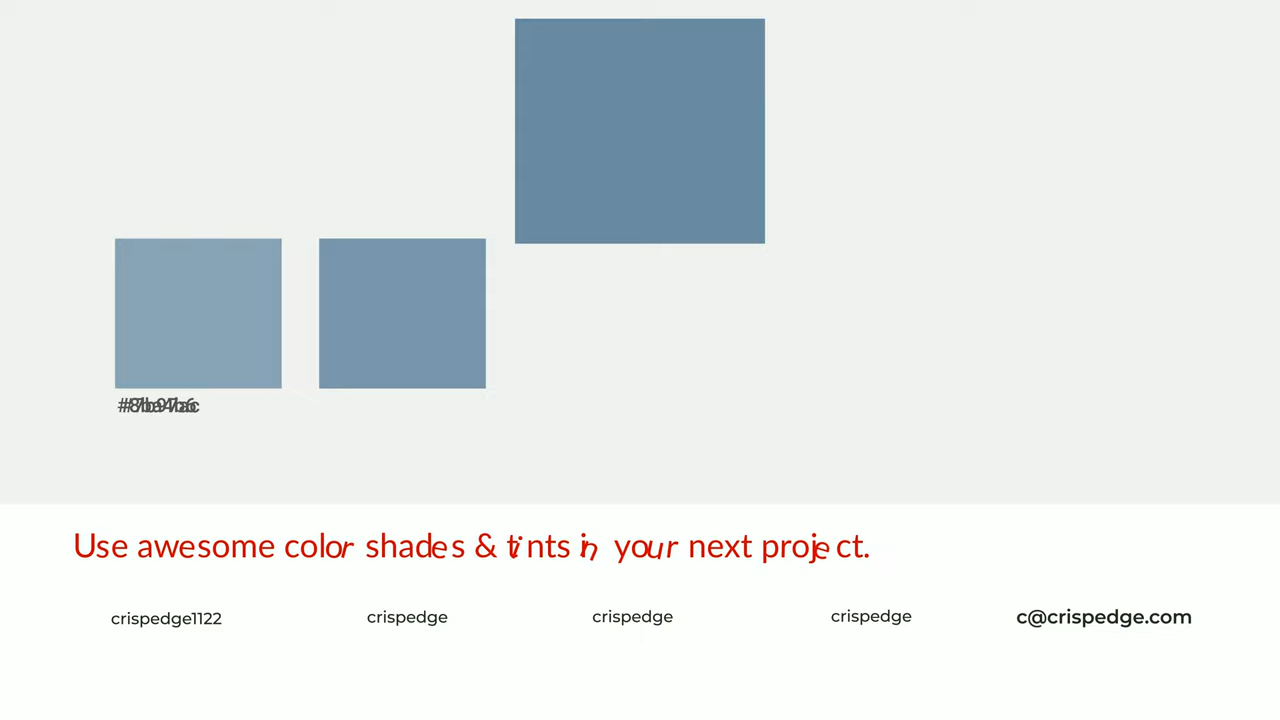 Use awesome color shades & tints in your next project.
crispedge1122 crispedge crispedge crispedge c@crispedge.com